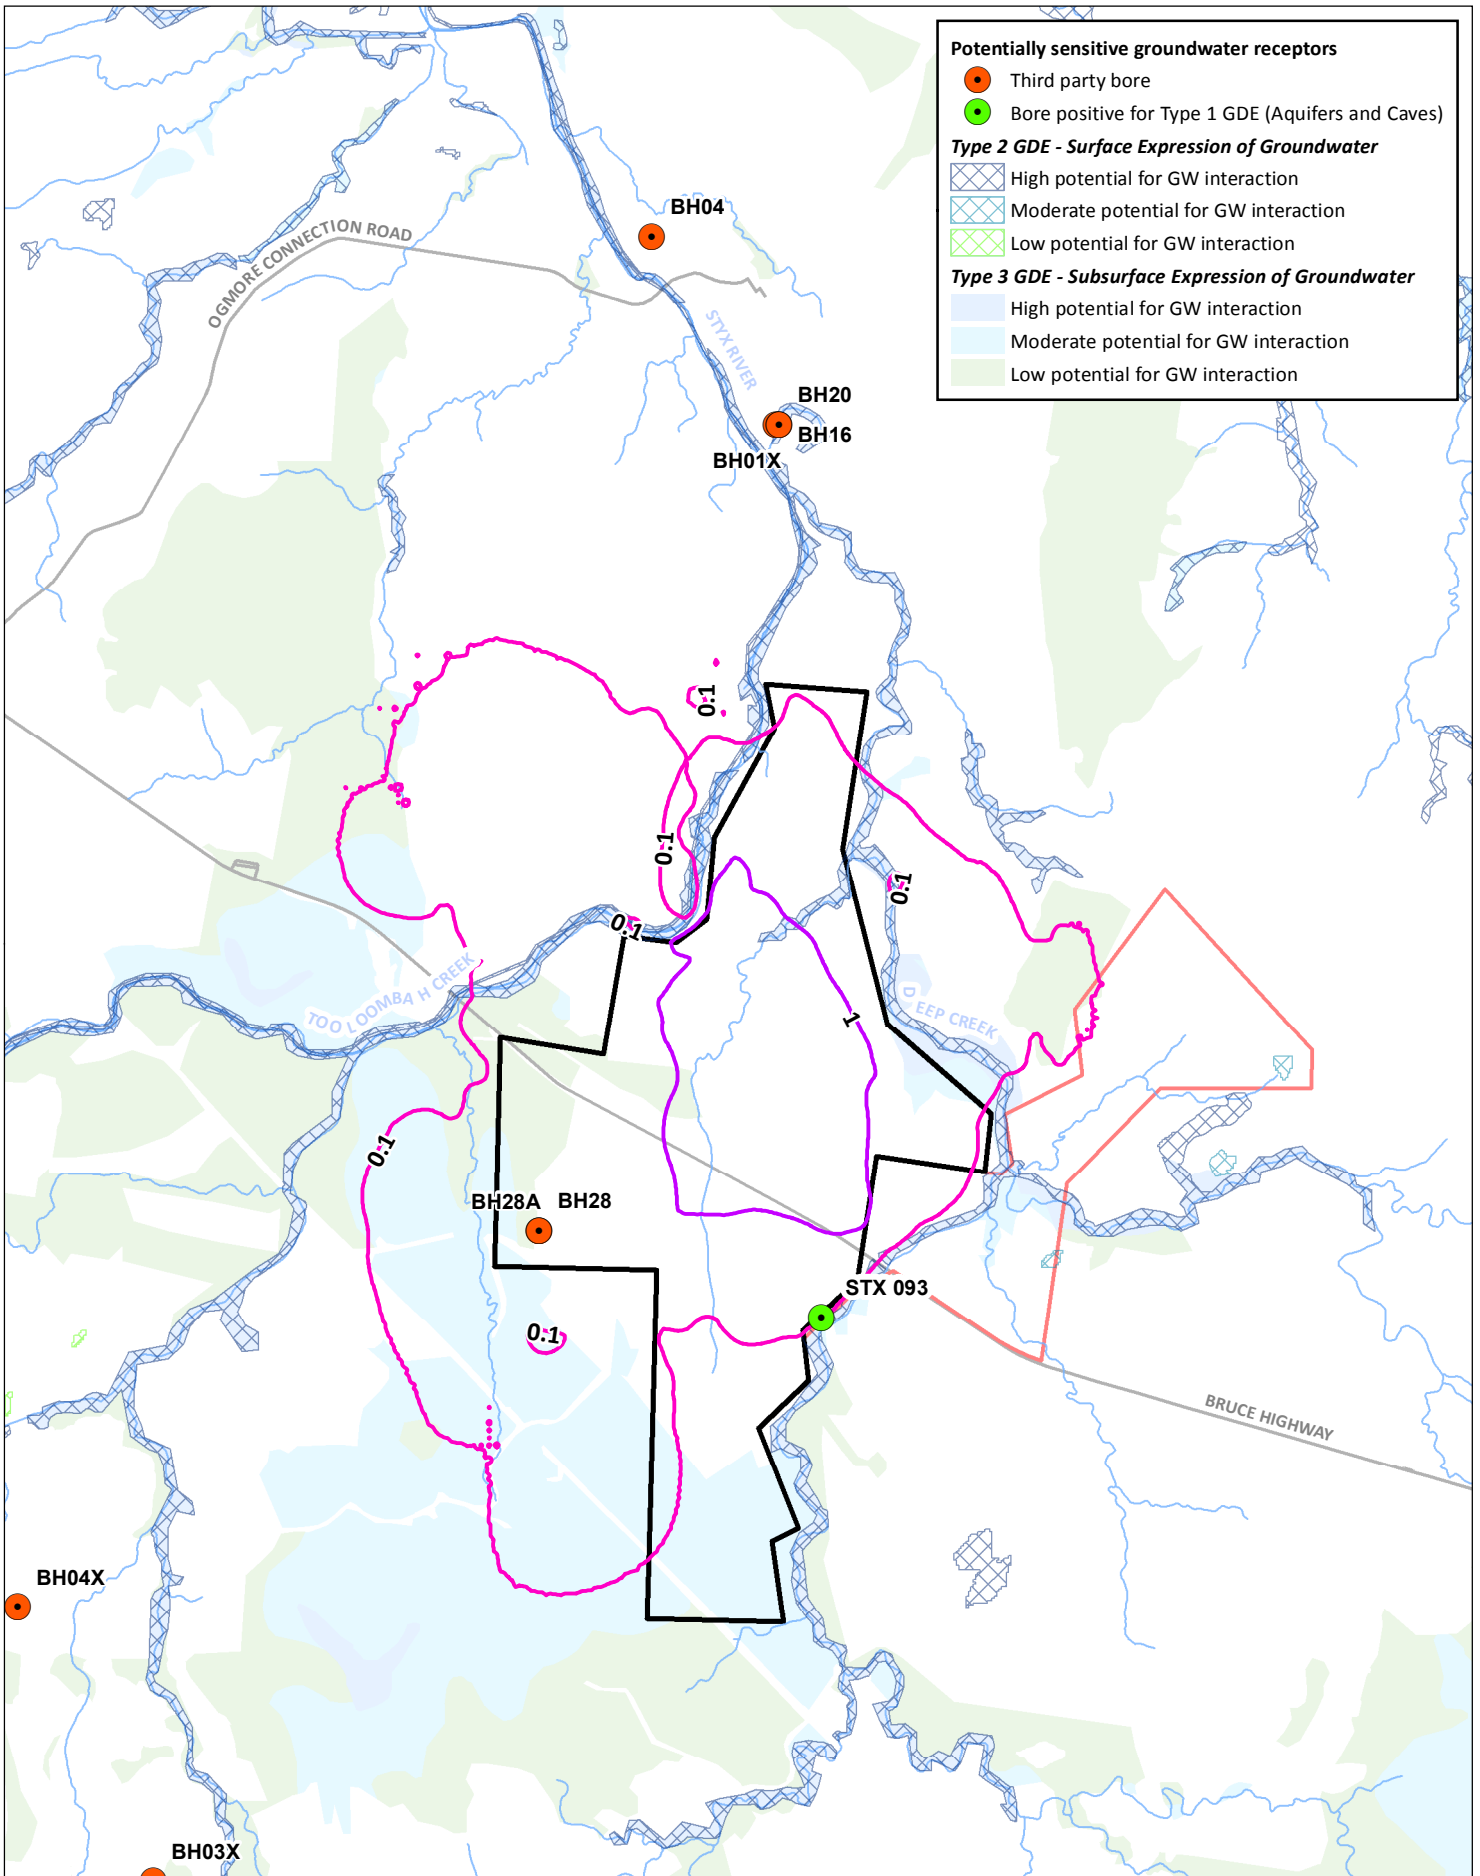 Potentially sensitive groundwater receptors
Third party bore
Bore positive for Type 1 GDE (Aquifers and Caves)
Type 2 GDE - Surface Expression of Groundwater
High potential for GW interaction
Moderate potential for GW interaction
Low potential for GW interaction
Type 3 GDE - Subsurface Expression of Groundwater
High potential for GW interaction
Moderate potential for GW interaction
Low potential for GW interaction
BH04
OGMORE CONNECTION ROAD
STYX RIVER
BH20
BH16
BH01X
0.1
0.1
0.1
0.1
TOOLOOMBAH CREEK
DEEP CREEK
1
0.1
BH28A
BH28
STX 093
0.1
BRUCE HIGHWAY
BH04X
BH03X